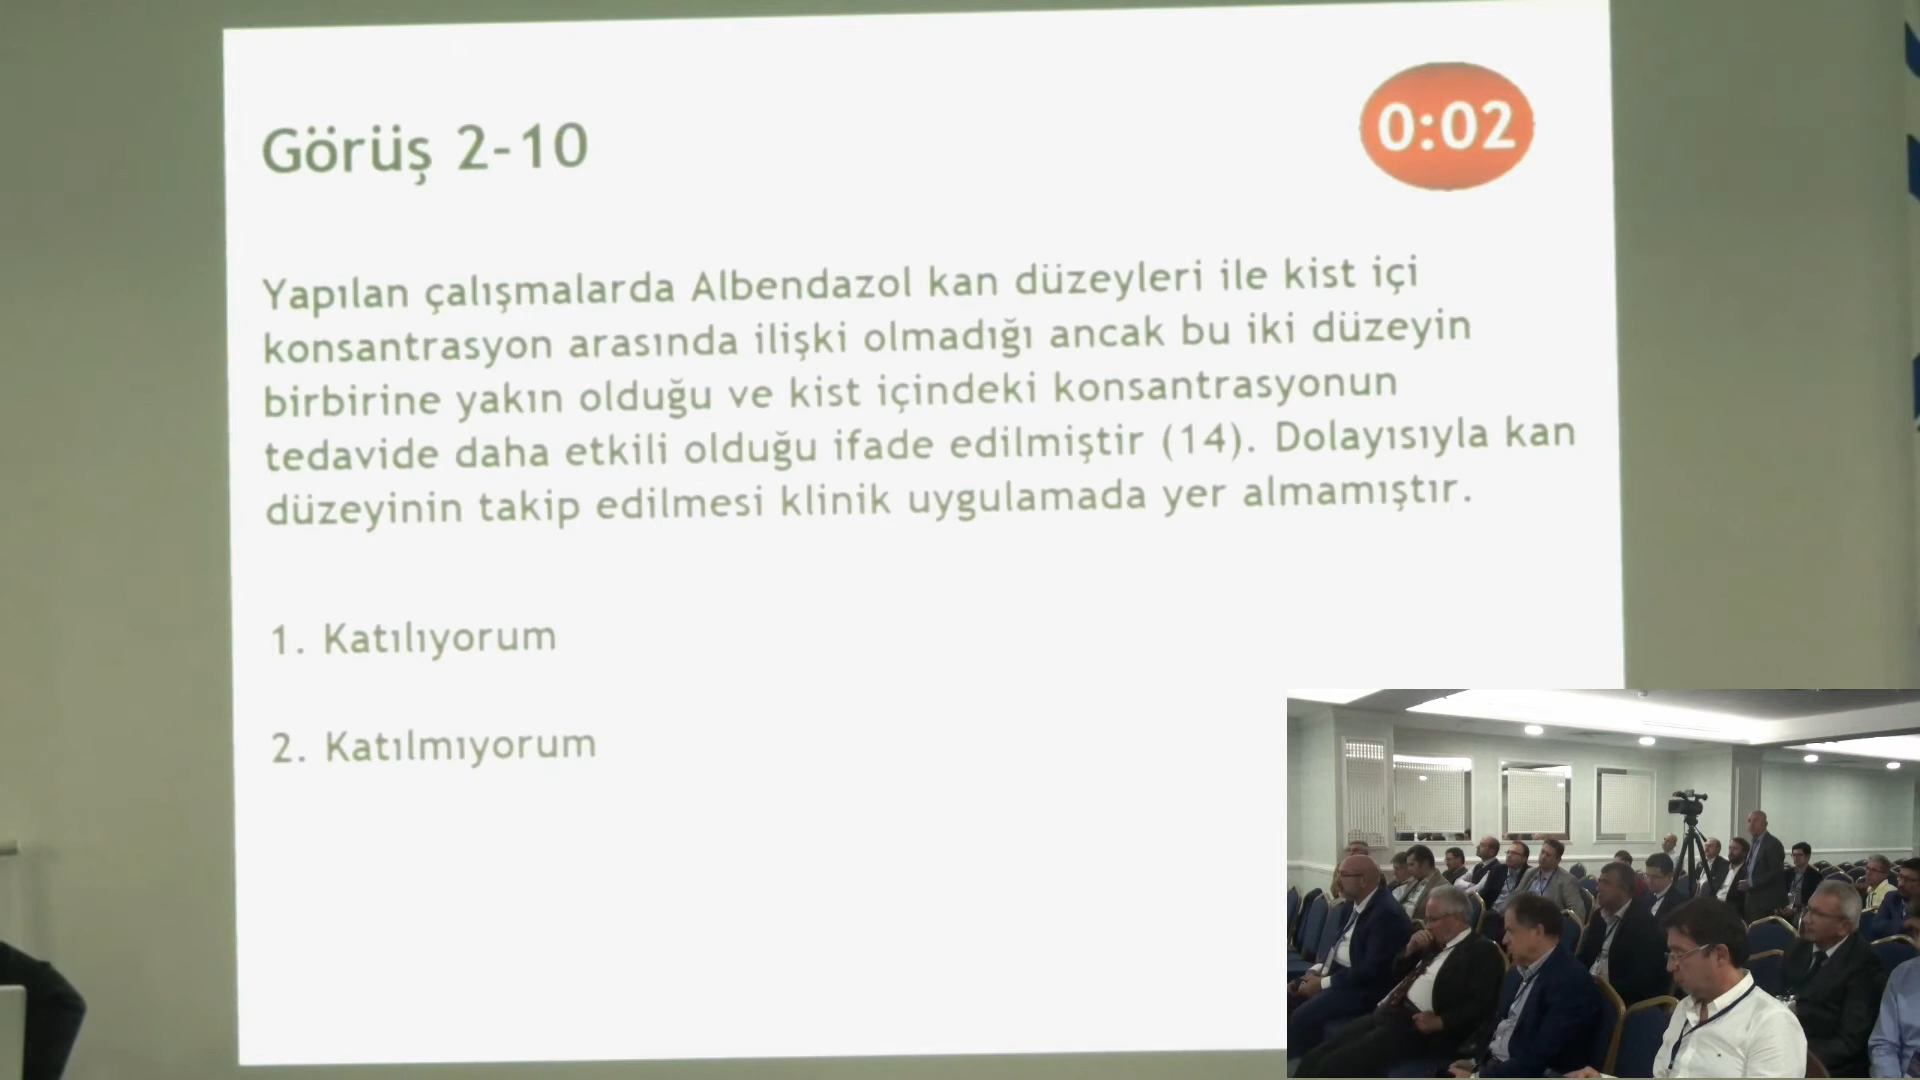 Görüş 2-10
0:02
Yapılan çalışmalarda Albendazol kan düzeyleri ile kist içi
konsantrasyon arasında ilişki olmadığı ancak bu iki düzeyin
birbirine yakın olduğu ve kist içindeki konsantrasyonun
tedavide daha etkili olduğu ifade edilmiştir (14). Dolayısıyla kan
düzeyinin takip edilmesi klinik uygulamada yer almamıştır.
1. Katılıyorum
2. Katılmıyorum